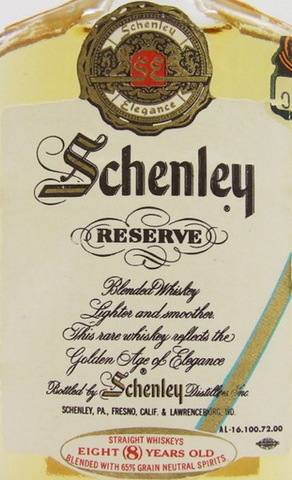 Schenley
SE
Elegance
Schenley®
RESERVE
Blended Whiskey
Lighter and smoother.
This rare whiskey reflects the
Golden Age of Elegance
Bottled by Schenley Distillers Inc
SCHENLEY, PA., FRESNO, CALIF. & LAWRENCEBURG, IND.
AL-16.100.72.00
STRAIGHT WHISKEYS
EIGHT (8) YEARS OLD
BLENDED WITH 65% GRAIN NEUTRAL SPIRITS